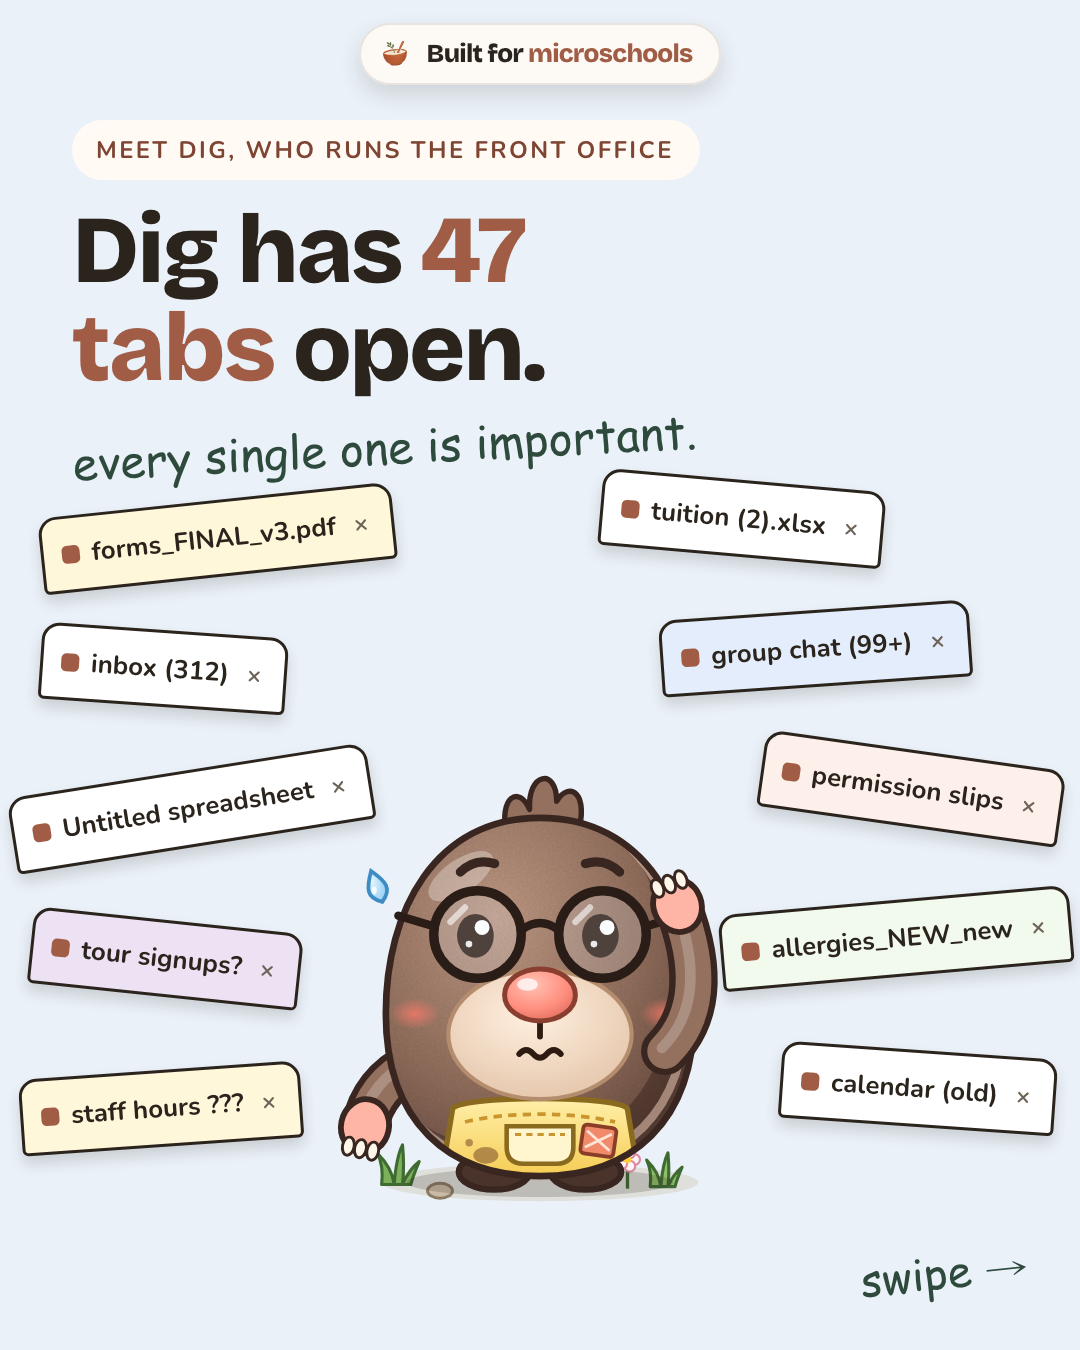 Built for microschools
MEET DIG, WHO RUNS THE FRONT OFFICE
Dig has 47
tabs open.
every single one is important.
forms_FINAL_v3.pdf ×
tuition (2).xlsx ×
inbox (312) ×
group chat (99+) ×
Untitled spreadsheet ×
permission slips ×
tour signups? ×
allergies_NEW_new ×
staff hours ??? ×
calendar (old) ×
swipe →